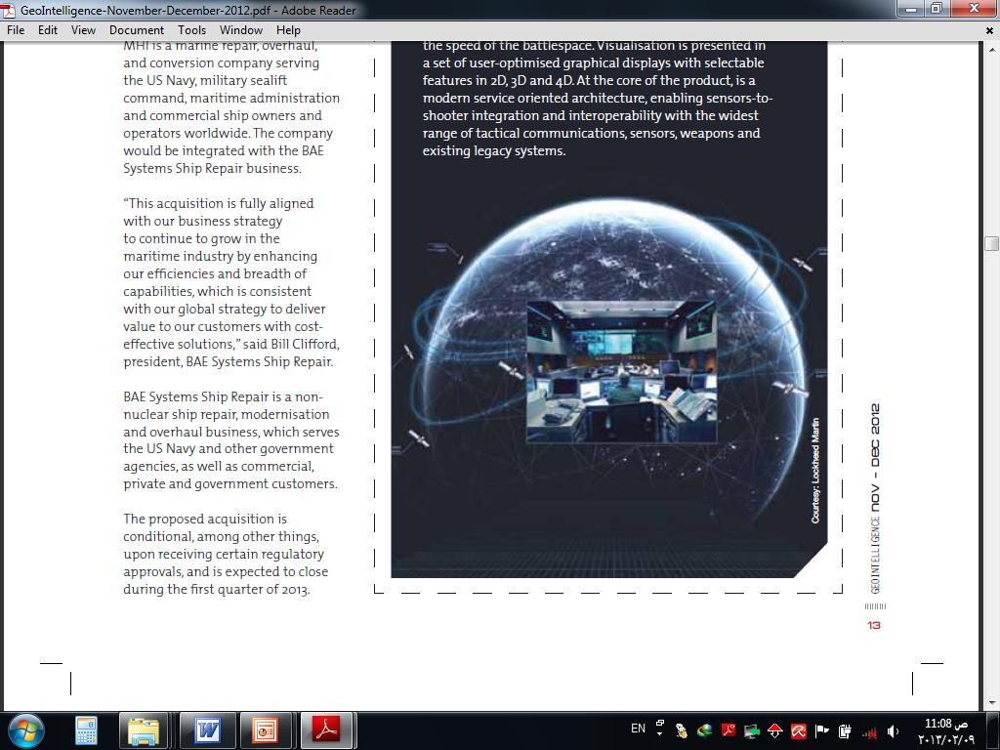 GeoIntelligence-November-December-2012.pdf - Adobe Reader
File Edit View Document Tools Window Help
MHI is a marine repair, overhaul,
and conversion company serving
the US Navy, military sealift
command, maritime administration
and commercial ship owners and
operators worldwide. The company
would be integrated with the BAE
Systems Ship Repair business.
“This acquisition is fully aligned
with our business strategy
to continue to grow in the
maritime industry by enhancing
our efficiencies and breadth of
capabilities, which is consistent
with our global strategy to deliver
value to our customers with cost-
effective solutions,” said Bill Clifford,
president, BAE Systems Ship Repair.
BAE Systems Ship Repair is a non-
nuclear ship repair, modernisation
and overhaul business, which serves
the US Navy and other government
agencies, as well as commercial,
private and government customers.
The proposed acquisition is
conditional, among other things,
upon receiving certain regulatory
approvals, and is expected to close
during the first quarter of 2013.
the speed of the battlespace. Visualisation is presented in
a set of user-optimised graphical displays with selectable
features in 2D, 3D and 4D. At the core of the product, is a
modern service oriented architecture, enabling sensors-to-
shooter integration and interoperability with the widest
range of tactical communications, sensors, weapons and
existing legacy systems.
Courtesy: Lockheed Martin
GEOINTELLIGENCE NOV - DEC 2012
13
EN
11:08 ص
٢٠١٣/٠٢/٠٩